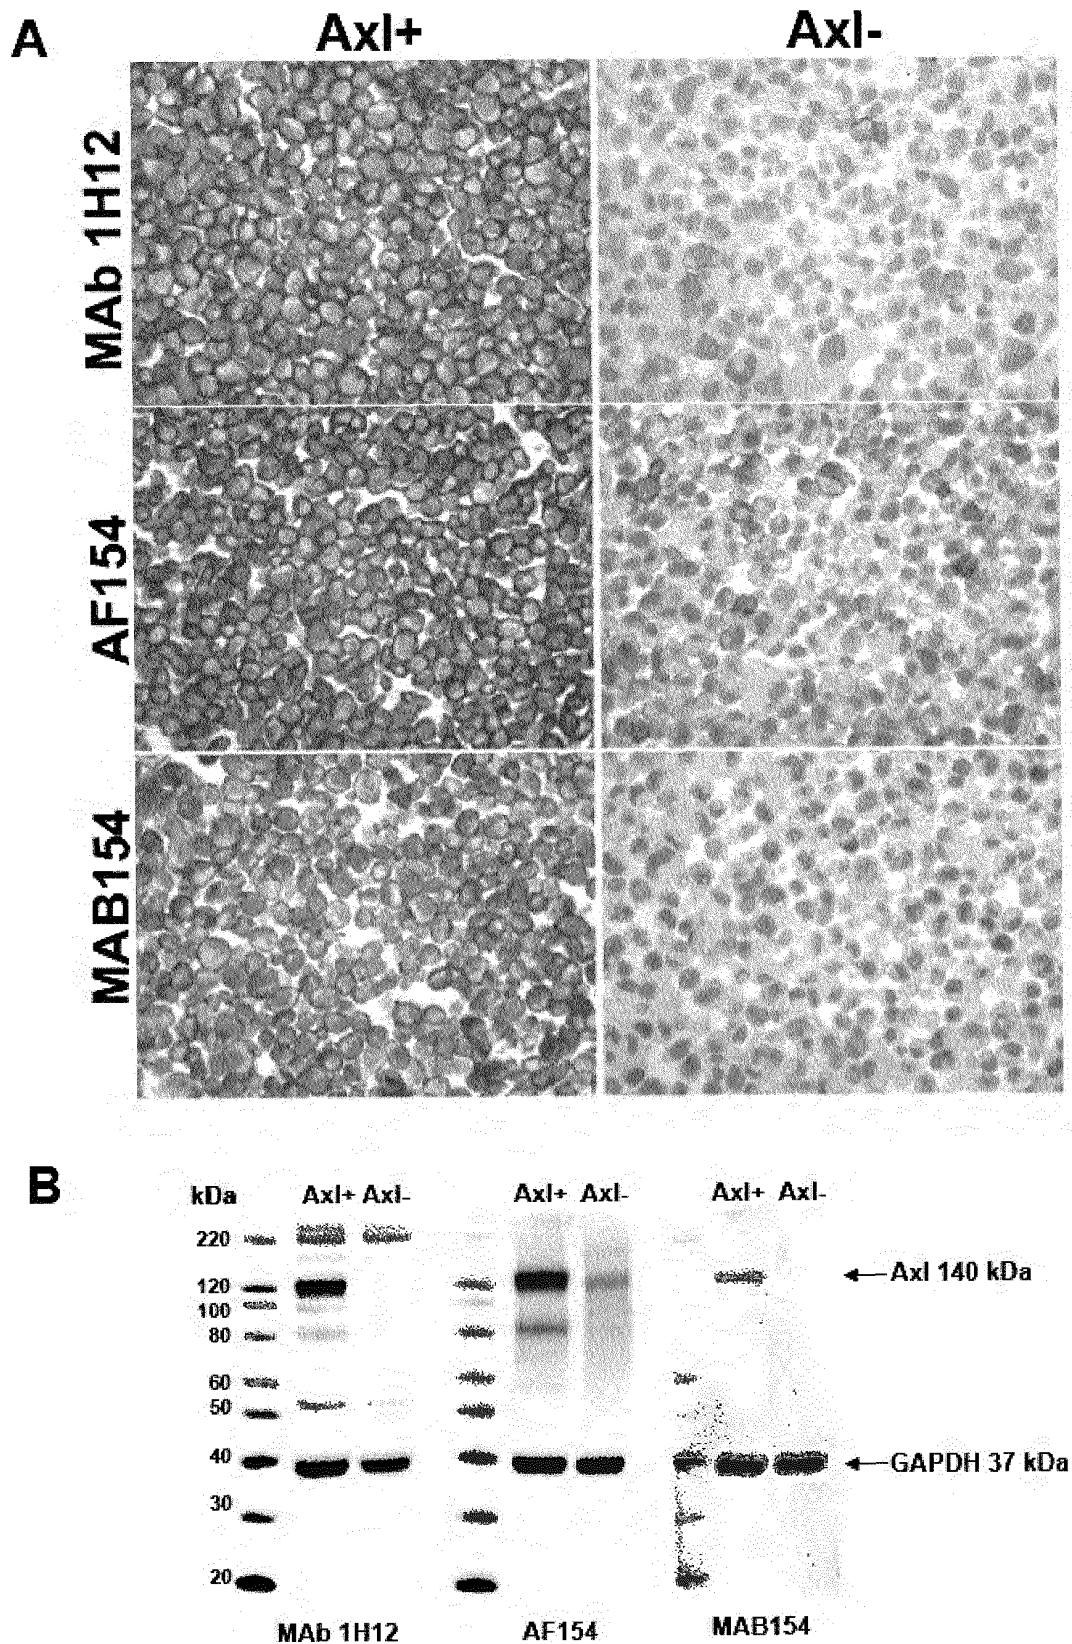 A
Axl+
Axl-
MAb 1H12
AF154
MAB154
B
kDa
Axl+ Axl-
Axl+ Axl-
Axl+ Axl-
220
120
100
80
60
50
40
30
20
Axl 140 kDa
GAPDH 37 kDa
MAb 1H12
AF154
MAB154